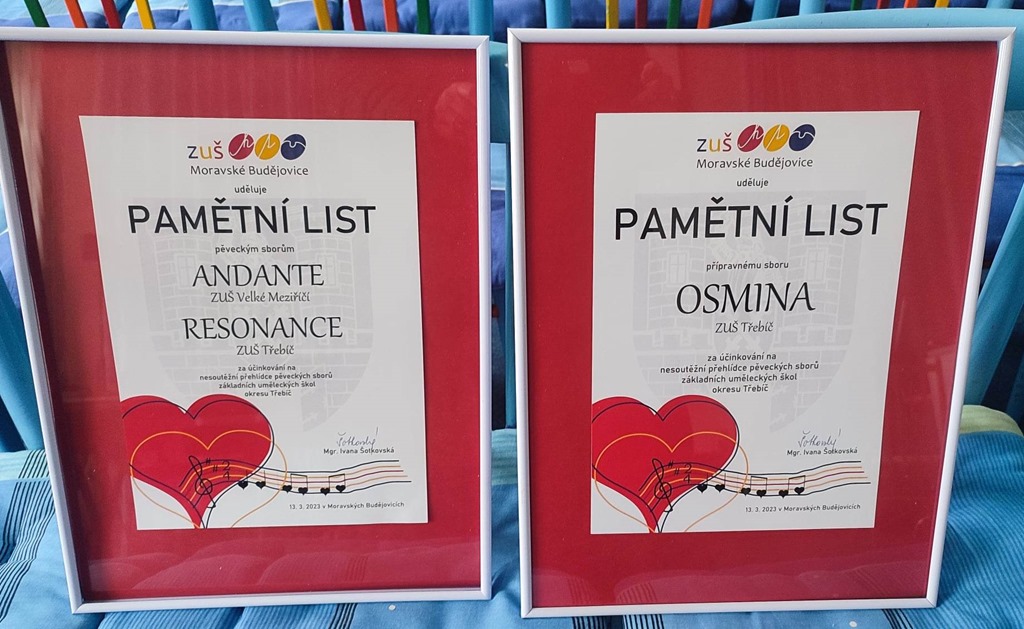 zuš
Moravské Budějovice
uděluje
PAMĚTNÍ LIST
pěveckým sborům
ANDANTE
ZUŠ Velké Meziříčí
RESONANCE
ZUŠ Třebíč
za účinkování na
nesoutěžní přehlídce pěveckých sborů
základních uměleckých škol
okresu Třebíč
Šotkovská
Mgr. Ivana Šotkovská
13. 3. 2023 v Moravských Budějovicích
zuš
Moravské Budějovice
uděluje
PAMĚTNÍ LIST
přípravnému sboru
OSMINA
ZUŠ Třebíč
za účinkování na
nesoutěžní přehlídce pěveckých sborů
základních uměleckých škol
okresu Třebíč
Šotkovská
Mgr. Ivana Šotkovská
13. 3. 2023 v Moravských Budějovicích